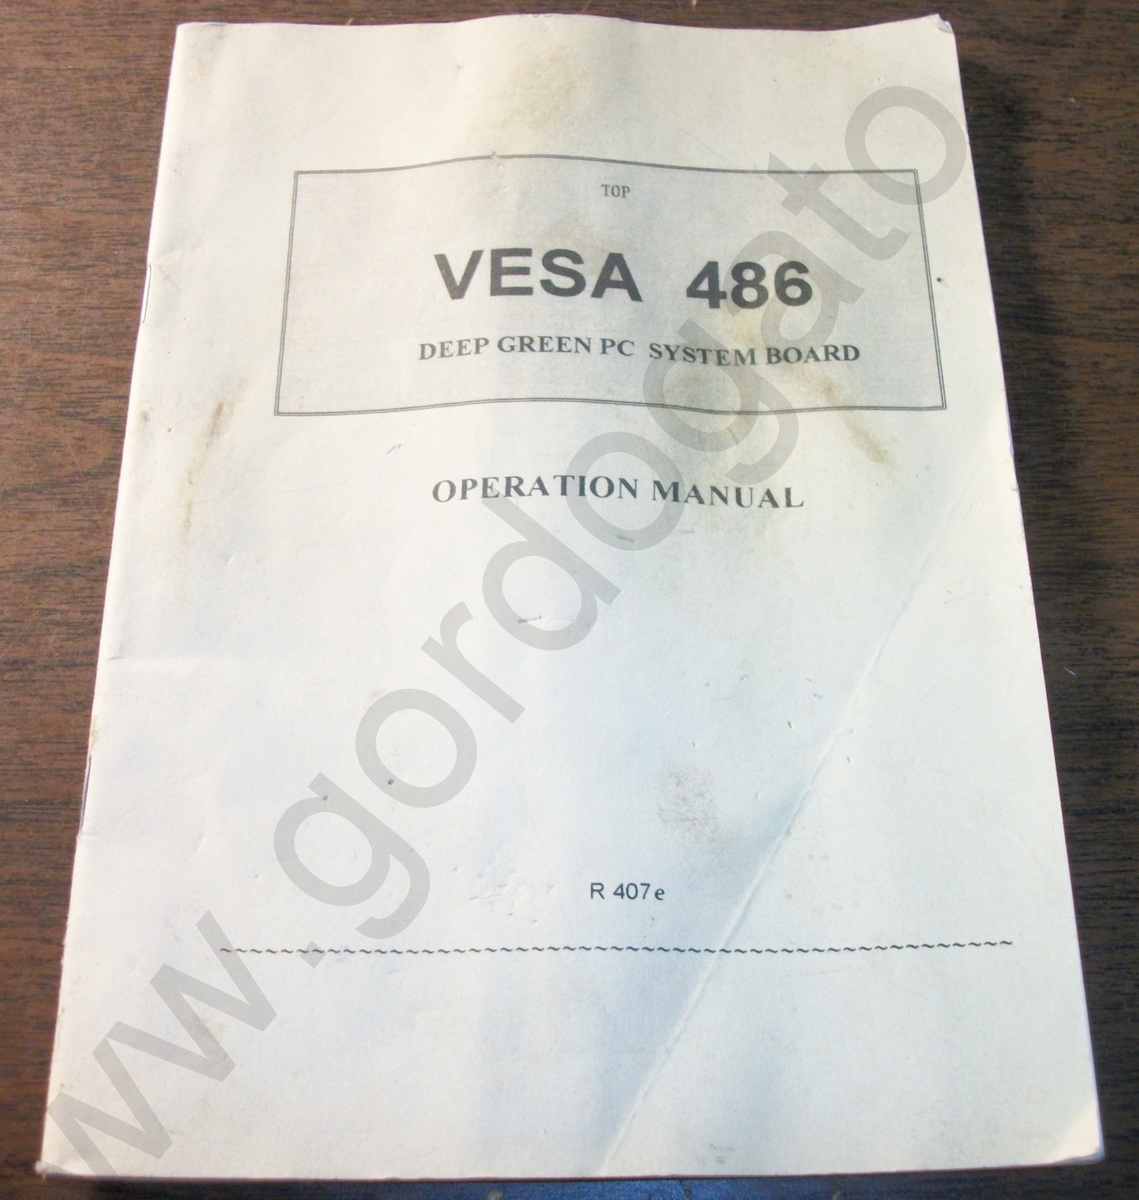 TOP
VESA 486
DEEP GREEN PC SYSTEM BOARD
OPERATION MANUAL
R 407e
~~~~~~~~~~~~~~~~~~~~~~~~~~~~~~~~~~~~~~~~~~~~~~~~~~
www.gordogato